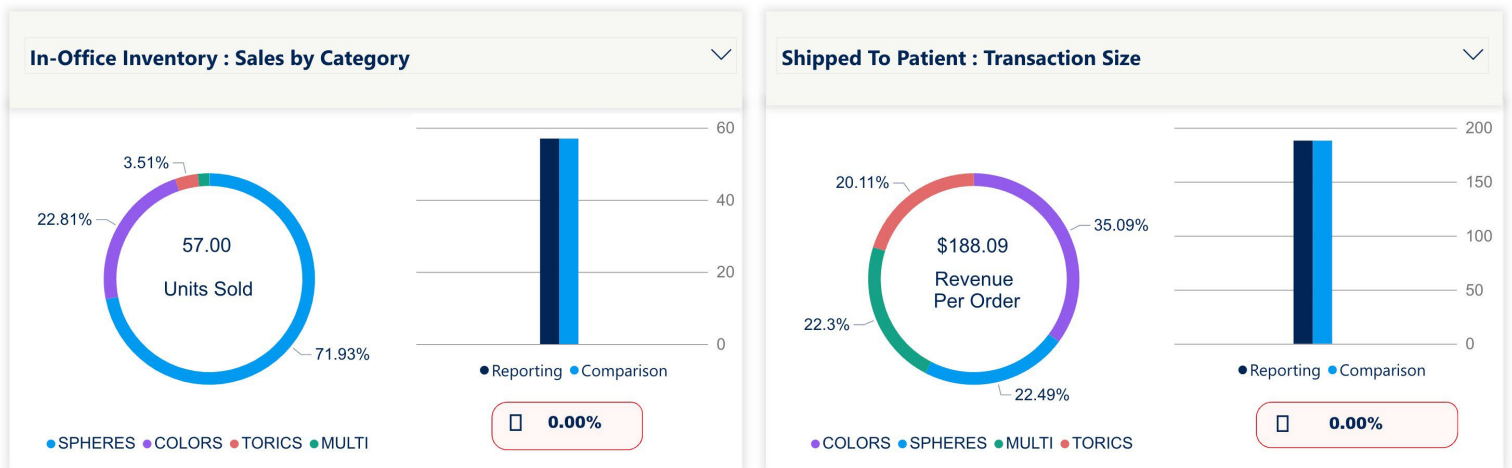 In-Office Inventory : Sales by Category
3.51%
22.81%
57.00
Units Sold
71.93%
SPHERES COLORS TORICS MULTI
60
40
20
0
Reporting Comparison
0.00%
Shipped To Patient : Transaction Size
20.11%
35.09%
$188.09
Revenue
Per Order
22.3%
22.49%
COLORS SPHERES MULTI TORICS
200
150
100
50
0
Reporting Comparison
0.00%